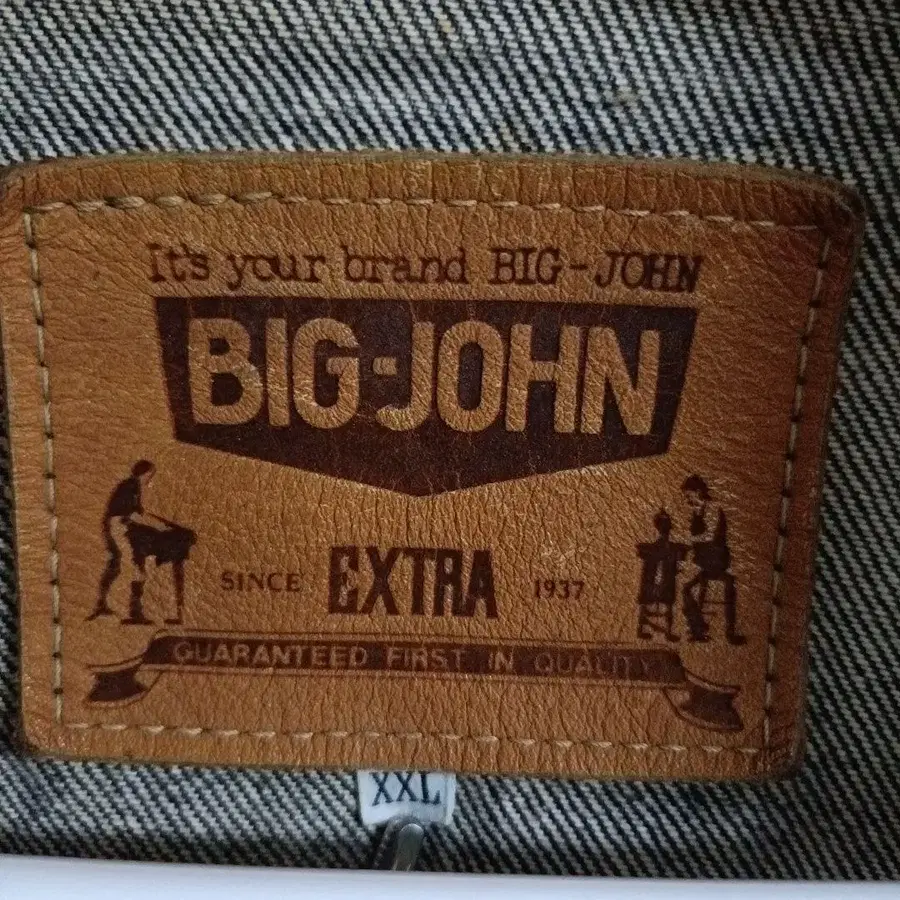 It's your brand BIG-JOHN
BIG-JOHN
SINCE EXTRA 1937
GUARANTEED FIRST IN QUALITY
XXL